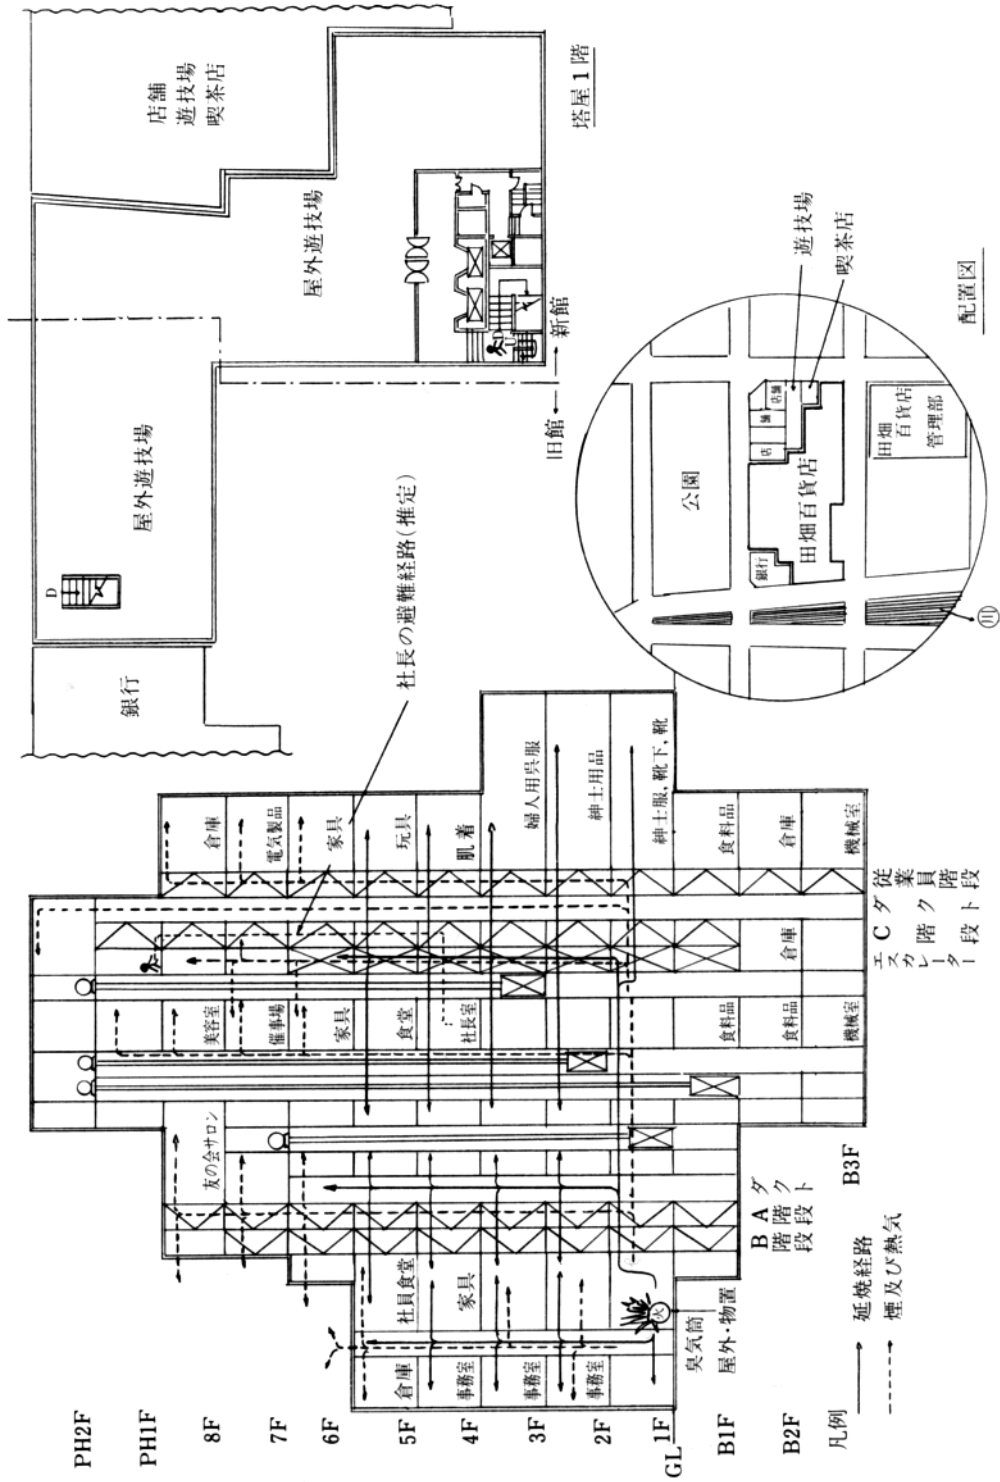 店舗
遊技場
喫茶店
屋外遊技場
塔屋1階
屋外遊技場
D
銀行
新館
旧館
社長の避難経路(推定)
配置図
遊技場
喫茶店
公園
店舗
店
舗
田畑百貨店
銀行
田畑
百貨店
管理部
川
PH2F
PH1F
8F
7F
6F
5F
4F
3F
2F
1F
GL
B1F
B2F
B3F
友の会サロン
美容室
倉庫
催事場
電気製品
家具
家具
社員食堂
食堂
玩具
倉庫
家具
社長室
肌着
事務室
婦人用呉服
事務室
紳士用品
事務室
紳士服,靴下,靴
食料品
食料品
食料品
倉庫
倉庫
機械室
機械室
火
臭気筒
屋外・物置
B階段
A階段
ダクト
エスカレーター
C階段
ダクト
従業員階段
凡例
延焼経路
煙及び熱気